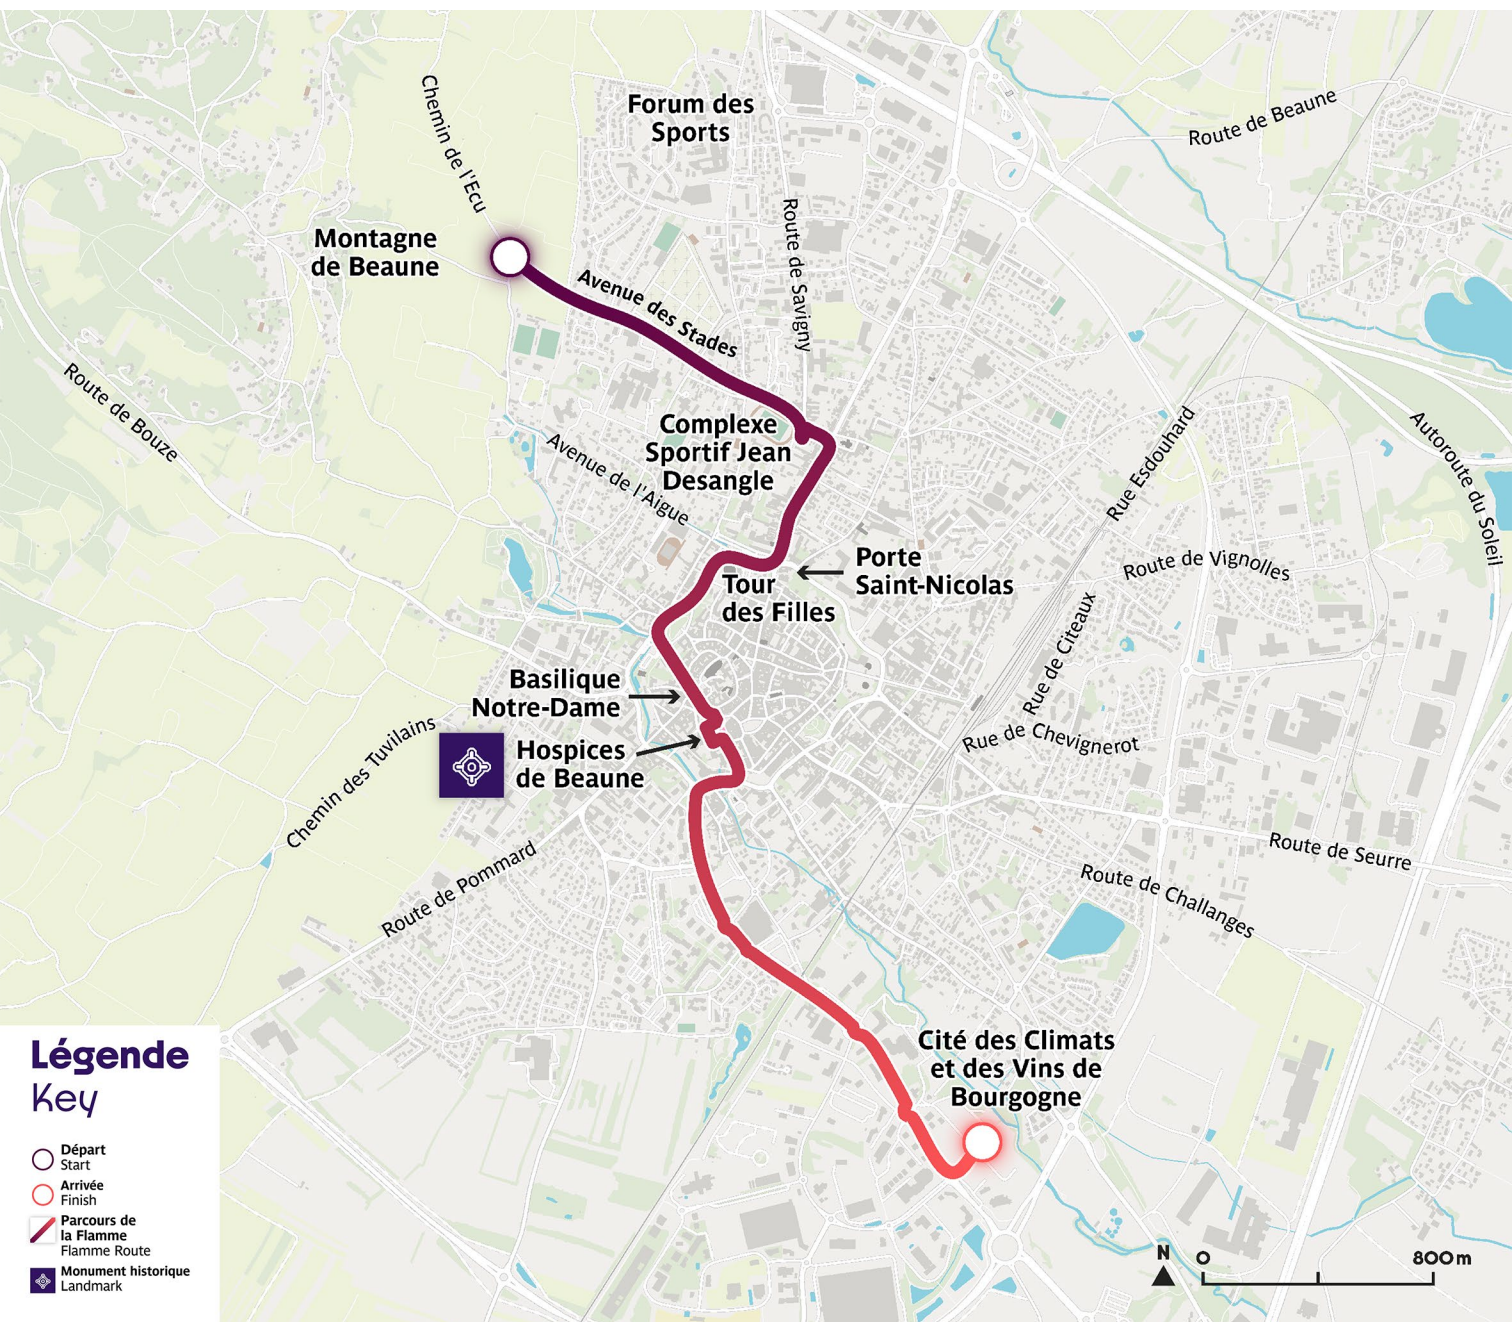 Forum des
Sports
Route de Beaune
Chemin de l'Ecu
Montagne
de Beaune
Route de Savigny
Avenue des Stades
Route de Bouze
Complexe
Sportif Jean
Desangle
Avenue de l'Aigue
Rue Esdouhard
Autoroute du Soleil
Porte
Saint-Nicolas
Route de Vignolles
Tour
des Filles
Rue de Citeaux
Basilique
Notre-Dame
Rue de Chevignerot
Hospices
de Beaune
Chemin des Tuvilains
Route de Pommard
Route de Seurre
Route de Challanges
Cité des Climats
et des Vins de
Bourgogne
Légende
Key
Départ
Start
Arrivée
Finish
Parcours de
la Flamme
Flamme Route
Monument historique
Landmark
N 0 800m